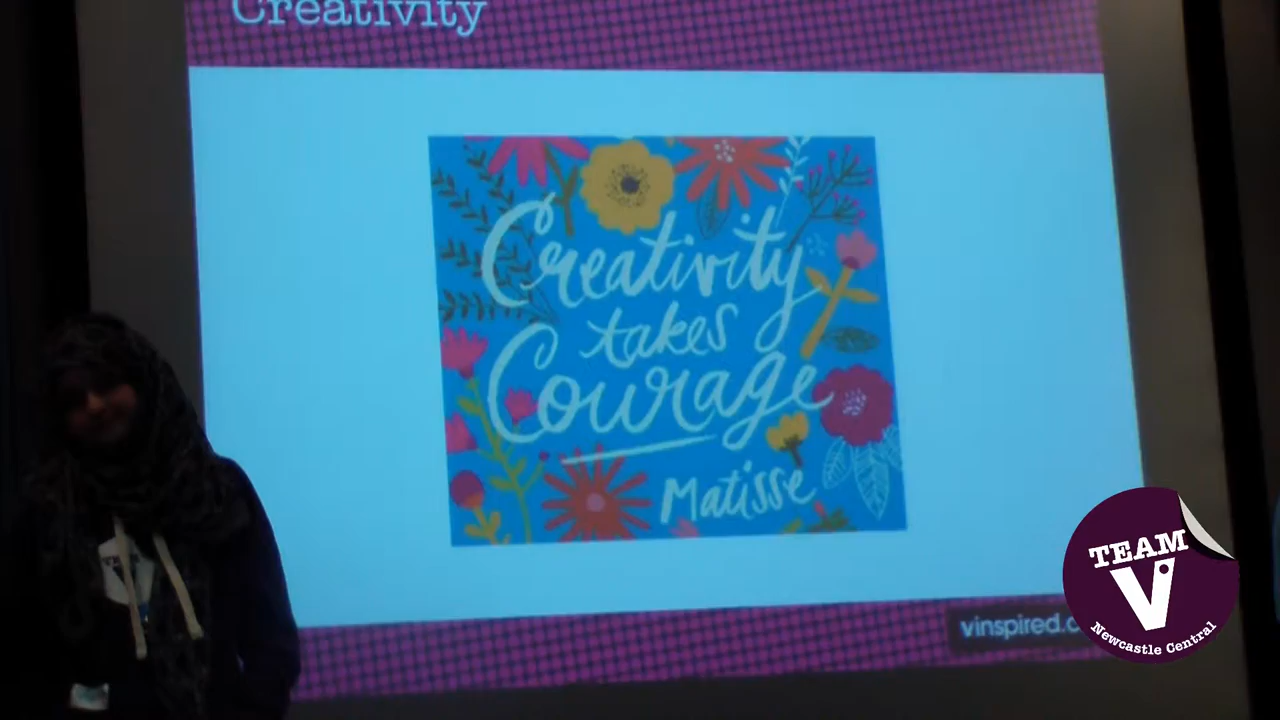 Creativity
Creativity
takes
Courage
Matisse
vinspired.c
TEAM
V
Newcastle Central